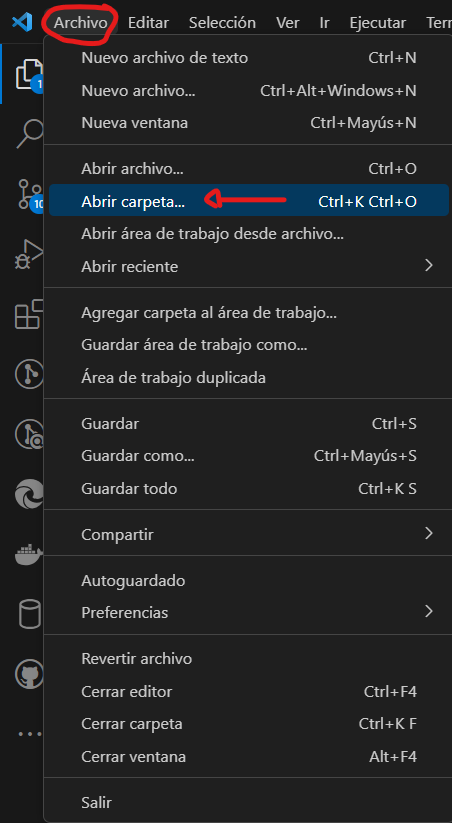 Archivo Editar Selección Ver Ir Ejecutar
Nuevo archivo de texto Ctrl+N
Nuevo archivo... Ctrl+Alt+Windows+N
Nueva ventana Ctrl+Mayús+N
Abrir archivo... Ctrl+O
Abrir carpeta... Ctrl+K Ctrl+O
Abrir área de trabajo desde archivo...
Abrir reciente
Agregar carpeta al área de trabajo...
Guardar área de trabajo como...
Área de trabajo duplicada
Guardar Ctrl+S
Guardar como... Ctrl+Mayús+S
Guardar todo Ctrl+K S
Compartir
Autoguardado
Preferencias
Revertir archivo
Cerrar editor Ctrl+F4
Cerrar carpeta Ctrl+K F
Cerrar ventana Alt+F4
Salir
1
10